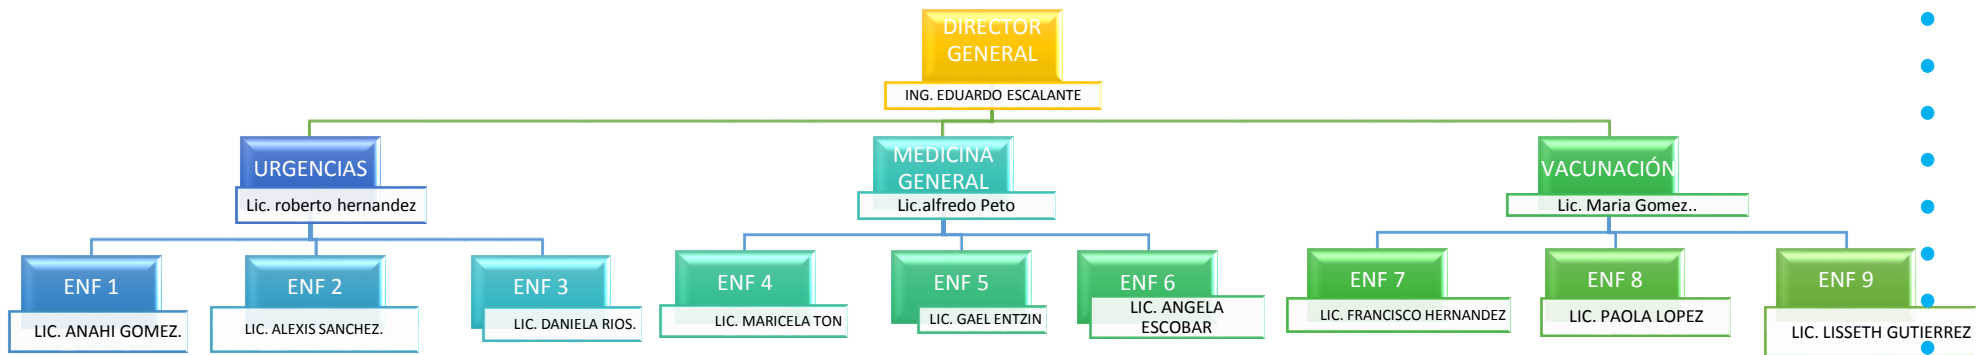 DIRECTOR
GENERAL
ING. EDUARDO ESCALANTE
URGENCIAS
Lic. roberto hernandez
MEDICINA
GENERAL
Lic.alfredo Peto
VACUNACIÓN
Lic. Maria Gomez..
ENF 1
LIC. ANAHI GOMEZ.
ENF 2
LIC. ALEXIS SANCHEZ.
ENF 3
LIC. DANIELA RIOS.
ENF 4
LIC. MARICELA TON
ENF 5
LIC. GAEL ENTZIN
ENF 6
LIC. ANGELA
ESCOBAR
ENF 7
LIC. FRANCISCO HERNANDEZ
ENF 8
LIC. PAOLA LOPEZ
ENF 9
LIC. LISSETH GUTIERREZ